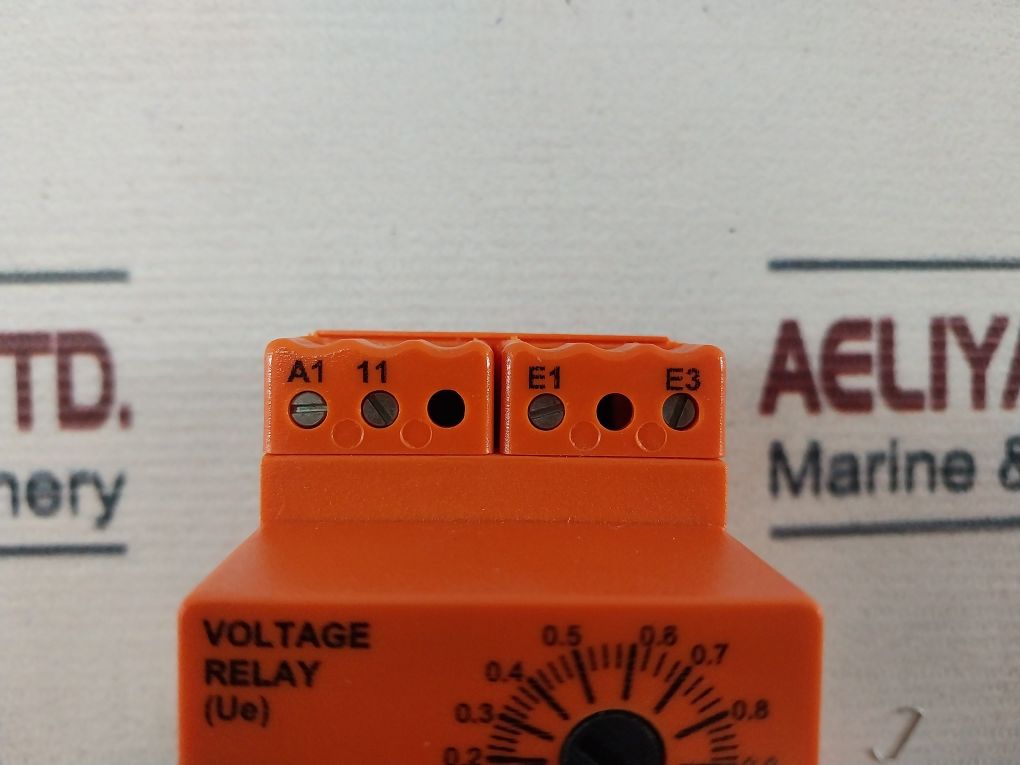 TD.
nery
AELIYA
Marine &
A1 11
E1 E3
VOLTAGE
RELAY
(Ue)
0.5 0.6
0.4 0.7
0.3 0.8
0.2